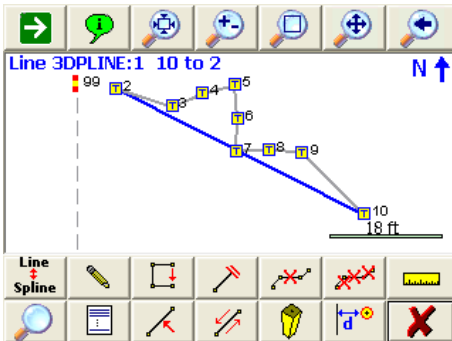 Line 3DPLINE:1 10 to 2
N
99
T 2
T 3
T 4
T 5
T 6
T 7
T 8
T 9
T 10
18 ft
Line
Spline
d